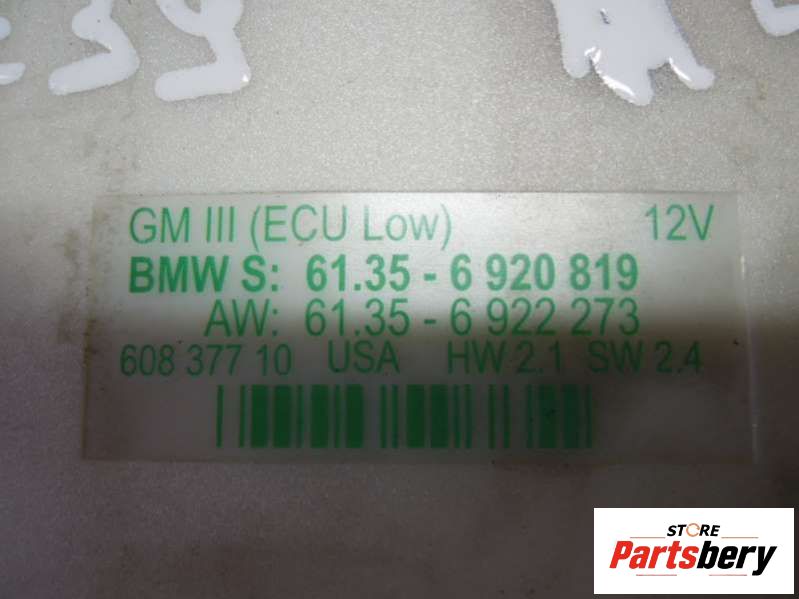 E39
GM III (ECU Low) 12V
BMW S: 61.35 - 6 920 819
AW: 61.35 - 6 922 273
608 377 10 USA HW 2.1 SW 2.4
STORE
Partsbery